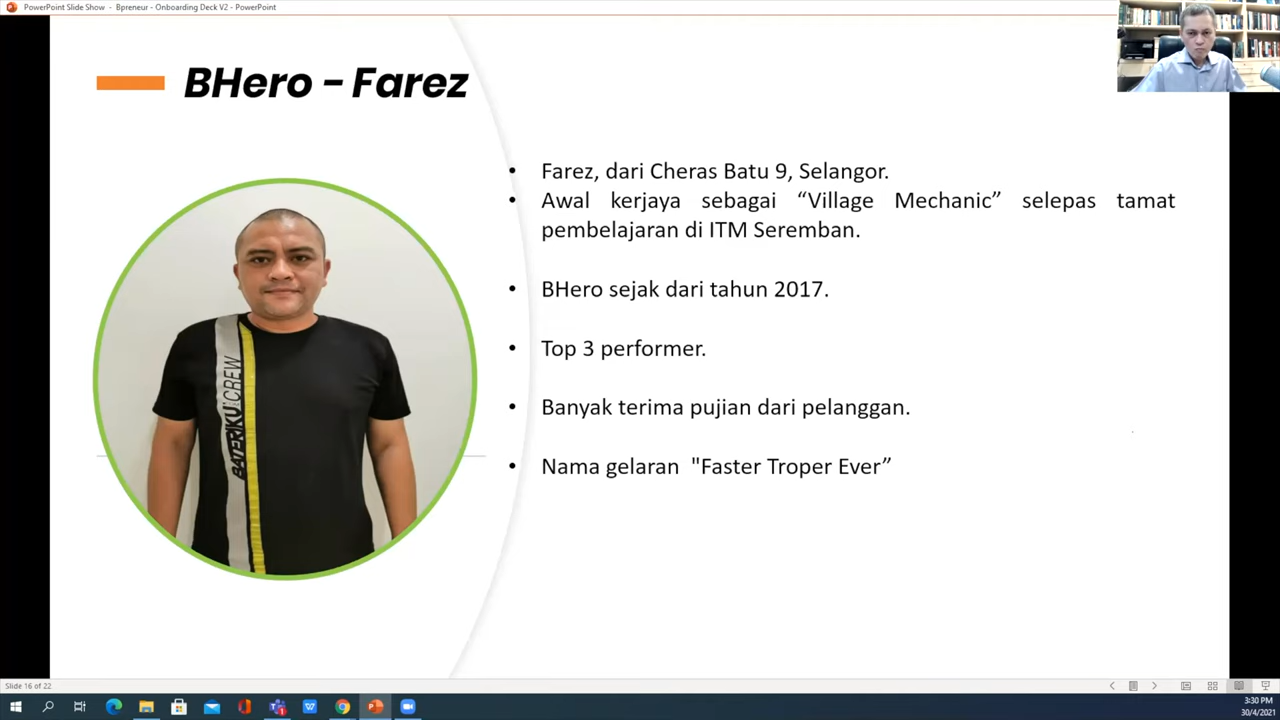 PowerPoint Slide Show - Bpreneur - Onboarding Deck V2 - PowerPoint
BHero - Farez
• Farez, dari Cheras Batu 9, Selangor.
• Awal kerjaya sebagai “Village Mechanic” selepas tamat
pembelajaran di ITM Seremban.
• BHero sejak dari tahun 2017.
• Top 3 performer.
• Banyak terima pujian dari pelanggan.
• Nama gelaran "Faster Troper Ever”
BATERIKU CREW
Slide 16 of 22
3:30 PM
30/4/2021